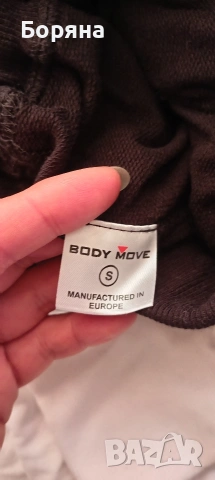 Боряна
BODY MOVE
S
MANUFACTURED IN
EUROPE
BAZAR